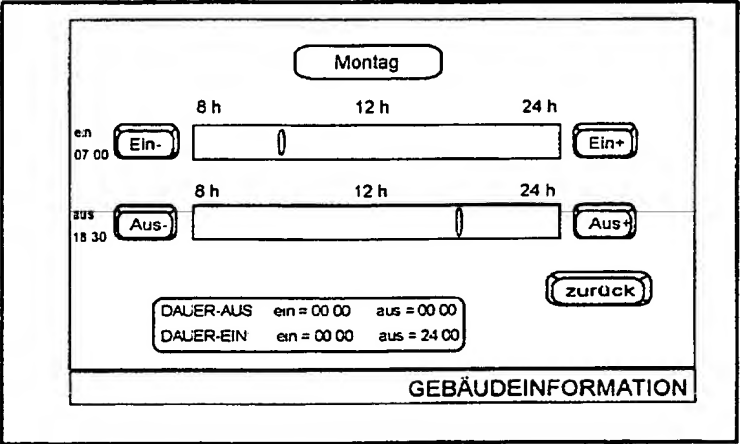 Montag
8 h 12 h 24 h
ein
07 00
Ein-
Ein+
8 h 12 h 24 h
aus
18 30
Aus-
Aus+
zurück
DAUER-AUS ein = 00 00 aus = 00 00
DAUER-EIN ein = 00 00 aus = 24 00
GEBÄUDEINFORMATION